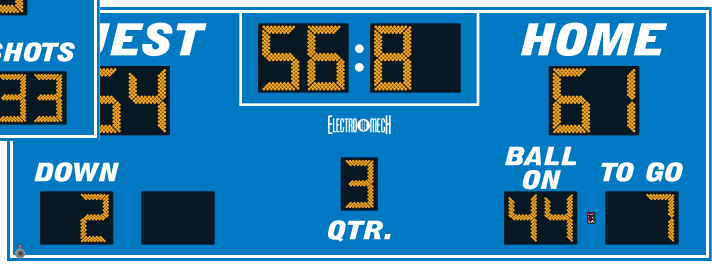 SHOTS
33
UEST
54
56:8
HOME
61
ELECTRO MECH
DOWN
2
3
QTR.
BALL
ON
44
TO GO
7